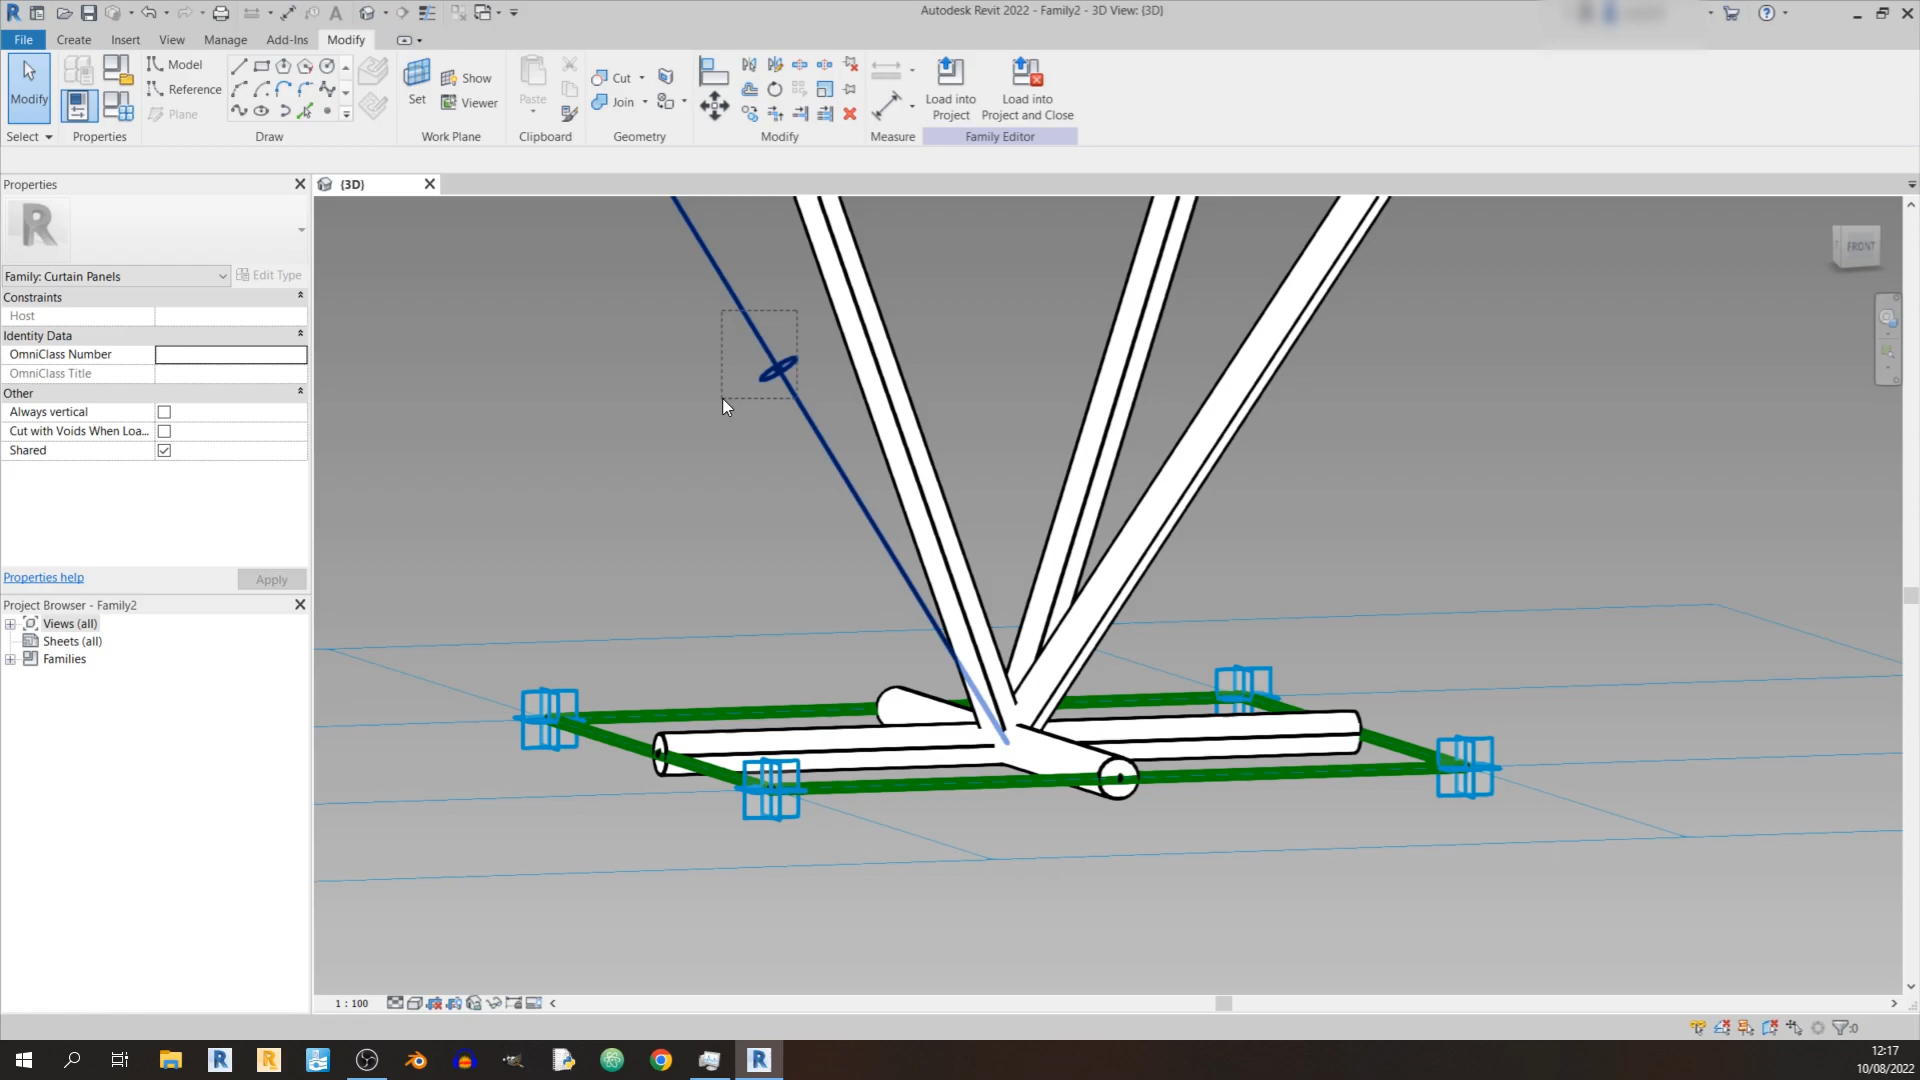 Autodesk Revit 2022 - Family2 - 3D View: {3D}
File Create Insert View Manage Add-Ins Modify
Modify
Model
Reference
Plane
Set
Show
Viewer
Paste
Cut
Join
Load into Project
Load into Project and Close
Select Properties Draw Work Plane Clipboard Geometry Modify Measure Family Editor
Properties
{3D}
R
Family: Curtain Panels
Edit Type
Constraints
Host
Identity Data
OmniClass Number
OmniClass Title
Other
Always vertical
Cut with Voids When Loa...
Shared
Properties help
Apply
Project Browser - Family2
Views (all)
Sheets (all)
Families
FRONT
1 : 100
:0
12:17
10/08/2022